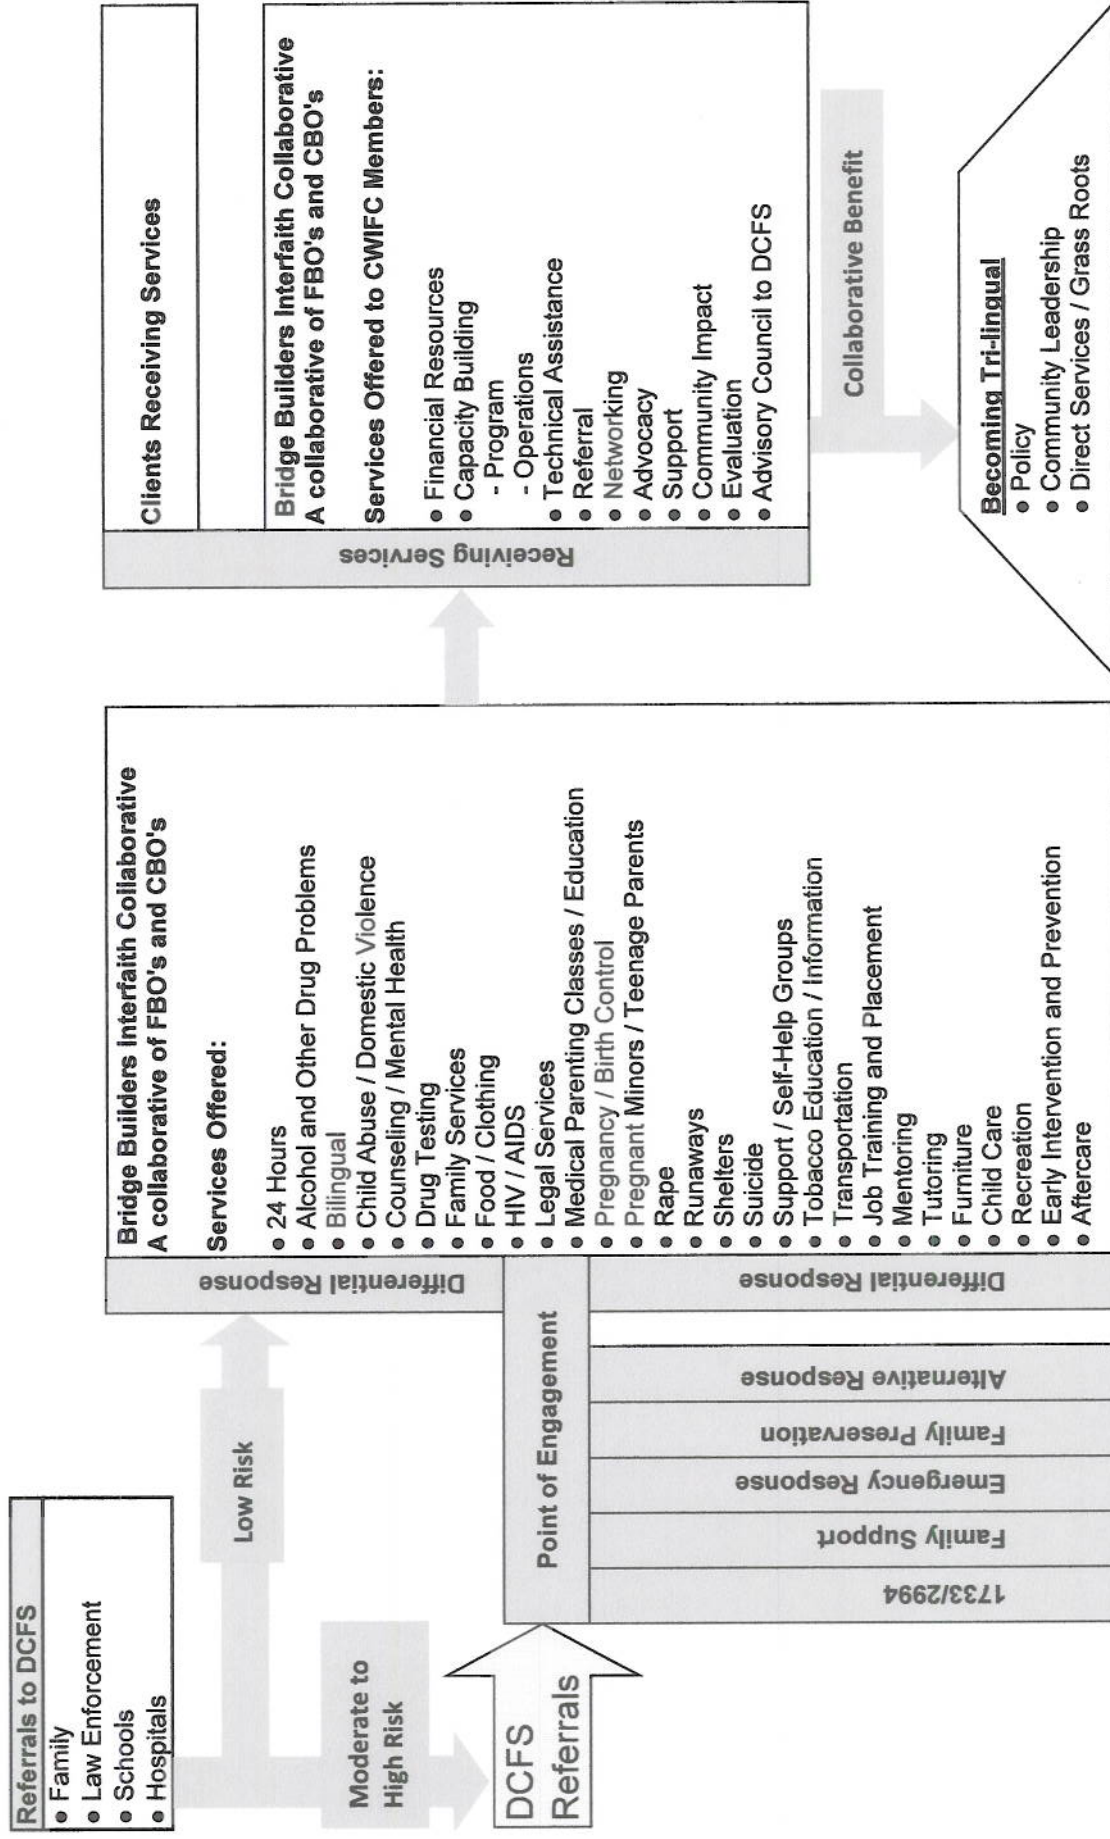 Referrals to DCFS
• Family
• Law Enforcement
• Schools
• Hospitals
Low Risk
Moderate to
High Risk
DCFS
Referrals
Point of Engagement
1733/2994
Family Support
Emergency Response
Family Preservation
Alternative Response
Differential Response
Differential Response
Bridge Builders Interfaith Collaborative
A collaborative of FBO's and CBO's
Services Offered:
• 24 Hours
• Alcohol and Other Drug Problems
• Bilingual
• Child Abuse / Domestic Violence
• Counseling / Mental Health
• Drug Testing
• Family Services
• Food / Clothing
• HIV / AIDS
• Legal Services
• Medical Parenting Classes / Education
• Pregnancy / Birth Control
• Pregnant Minors / Teenage Parents
• Rape
• Runaways
• Shelters
• Suicide
• Support / Self-Help Groups
• Tobacco Education / Information
• Transportation
• Job Training and Placement
• Mentoring
• Tutoring
• Furniture
• Child Care
• Recreation
• Early Intervention and Prevention
• Aftercare
Receiving Services
Clients Receiving Services
Bridge Builders Interfaith Collaborative
A collaborative of FBO's and CBO's
Services Offered to CWIFC Members:
• Financial Resources
• Capacity Building
- Program
- Operations
• Technical Assistance
• Referral
• Networking
• Advocacy
• Support
• Community Impact
• Evaluation
• Advisory Council to DCFS
Collaborative Benefit
Becoming Tri-lingual
• Policy
• Community Leadership
• Direct Services / Grass Roots